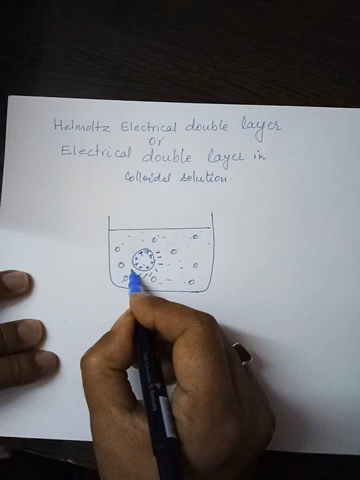 Helmoltz Electrical double layer
or
Electrical double layer in
Colloidal solution.